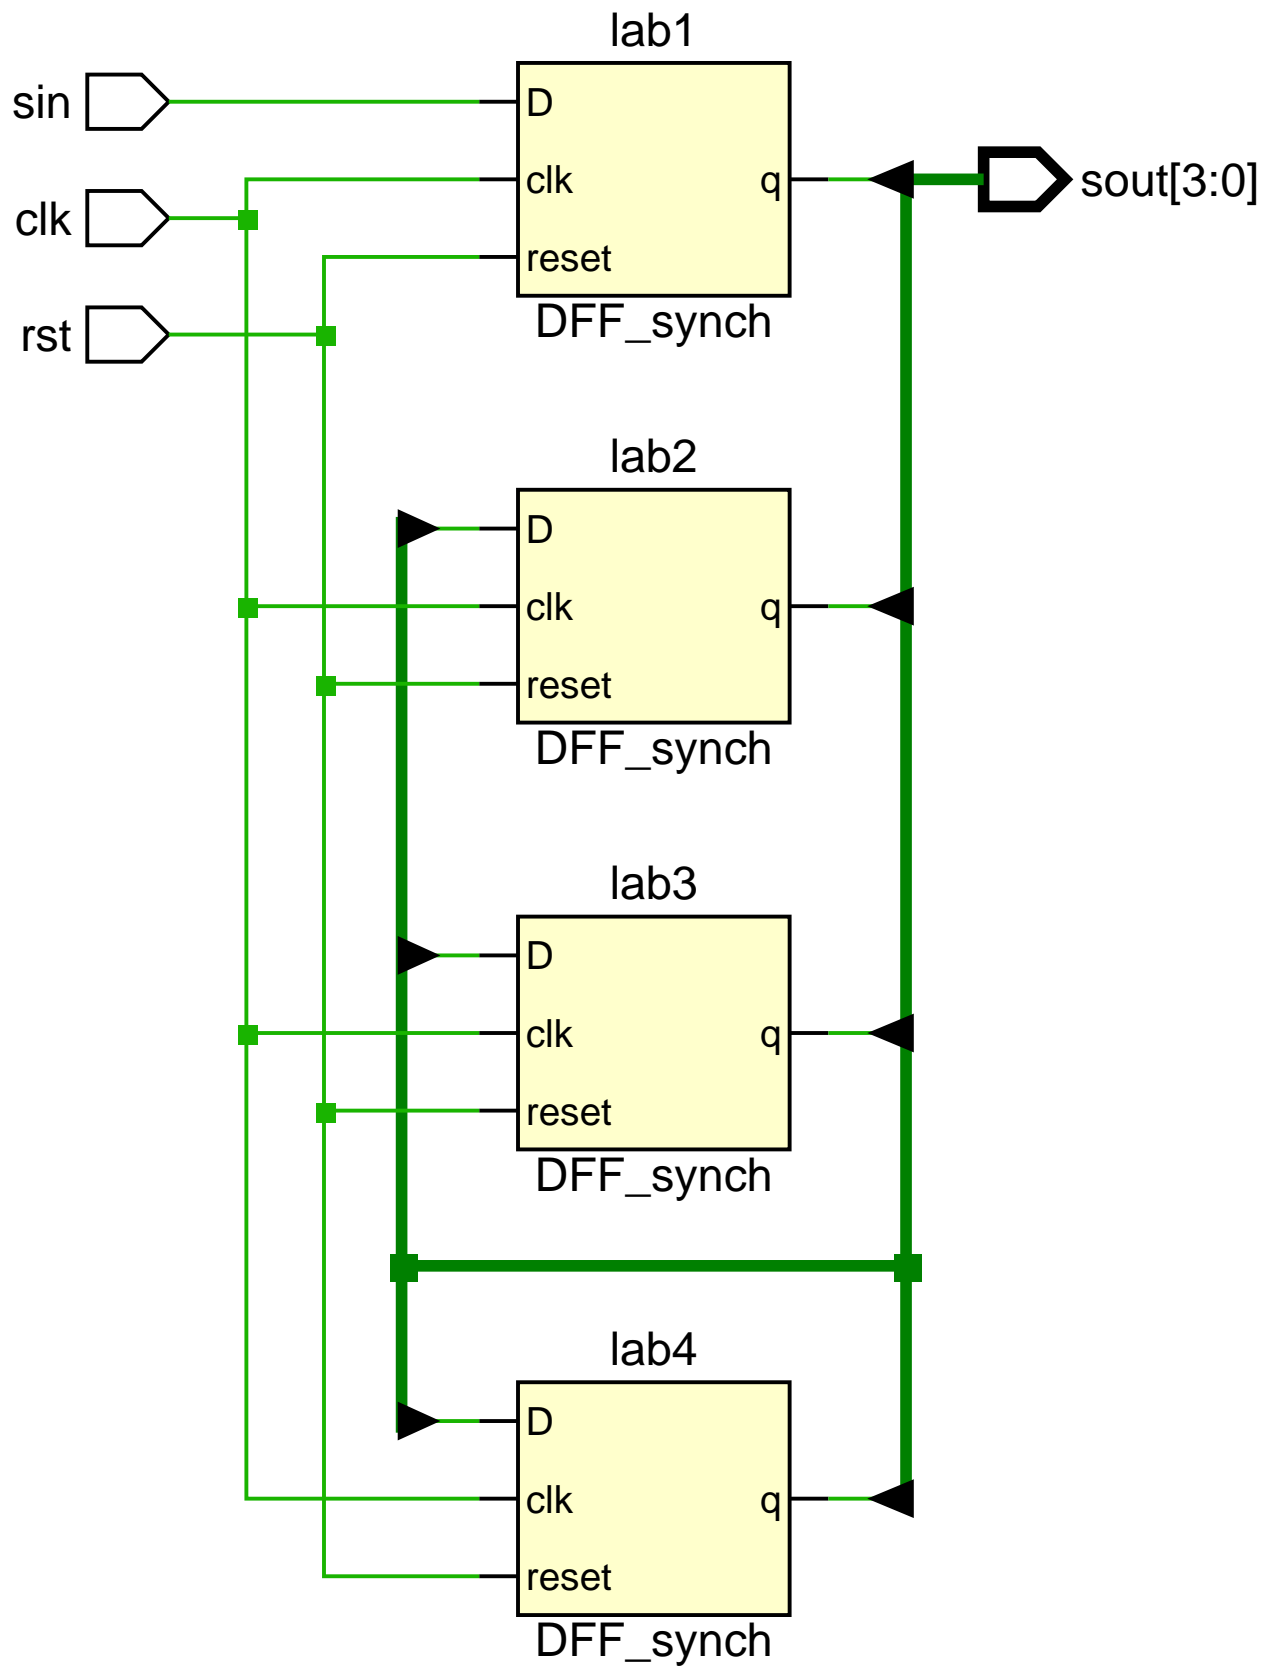 lab1
sin
D
clk
q
sout[3:0]
clk
reset
DFF_synch
rst
lab2
D
clk
q
reset
DFF_synch
lab3
D
clk
q
reset
DFF_synch
lab4
D
clk
q
reset
DFF_synch